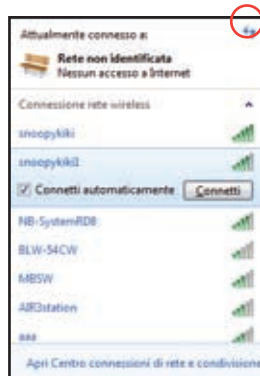 Attualmente connesso a:
Rete non identificata
Nessun accesso a Internet
Connessione rete wireless
snoopykiki
snoopykiki2
Connetti automaticamente
Connetti
NB-SystemRD8
BLW-54CW
MBSW
AIR3station
aaa
Apri Centro connessioni di rete e condivisione